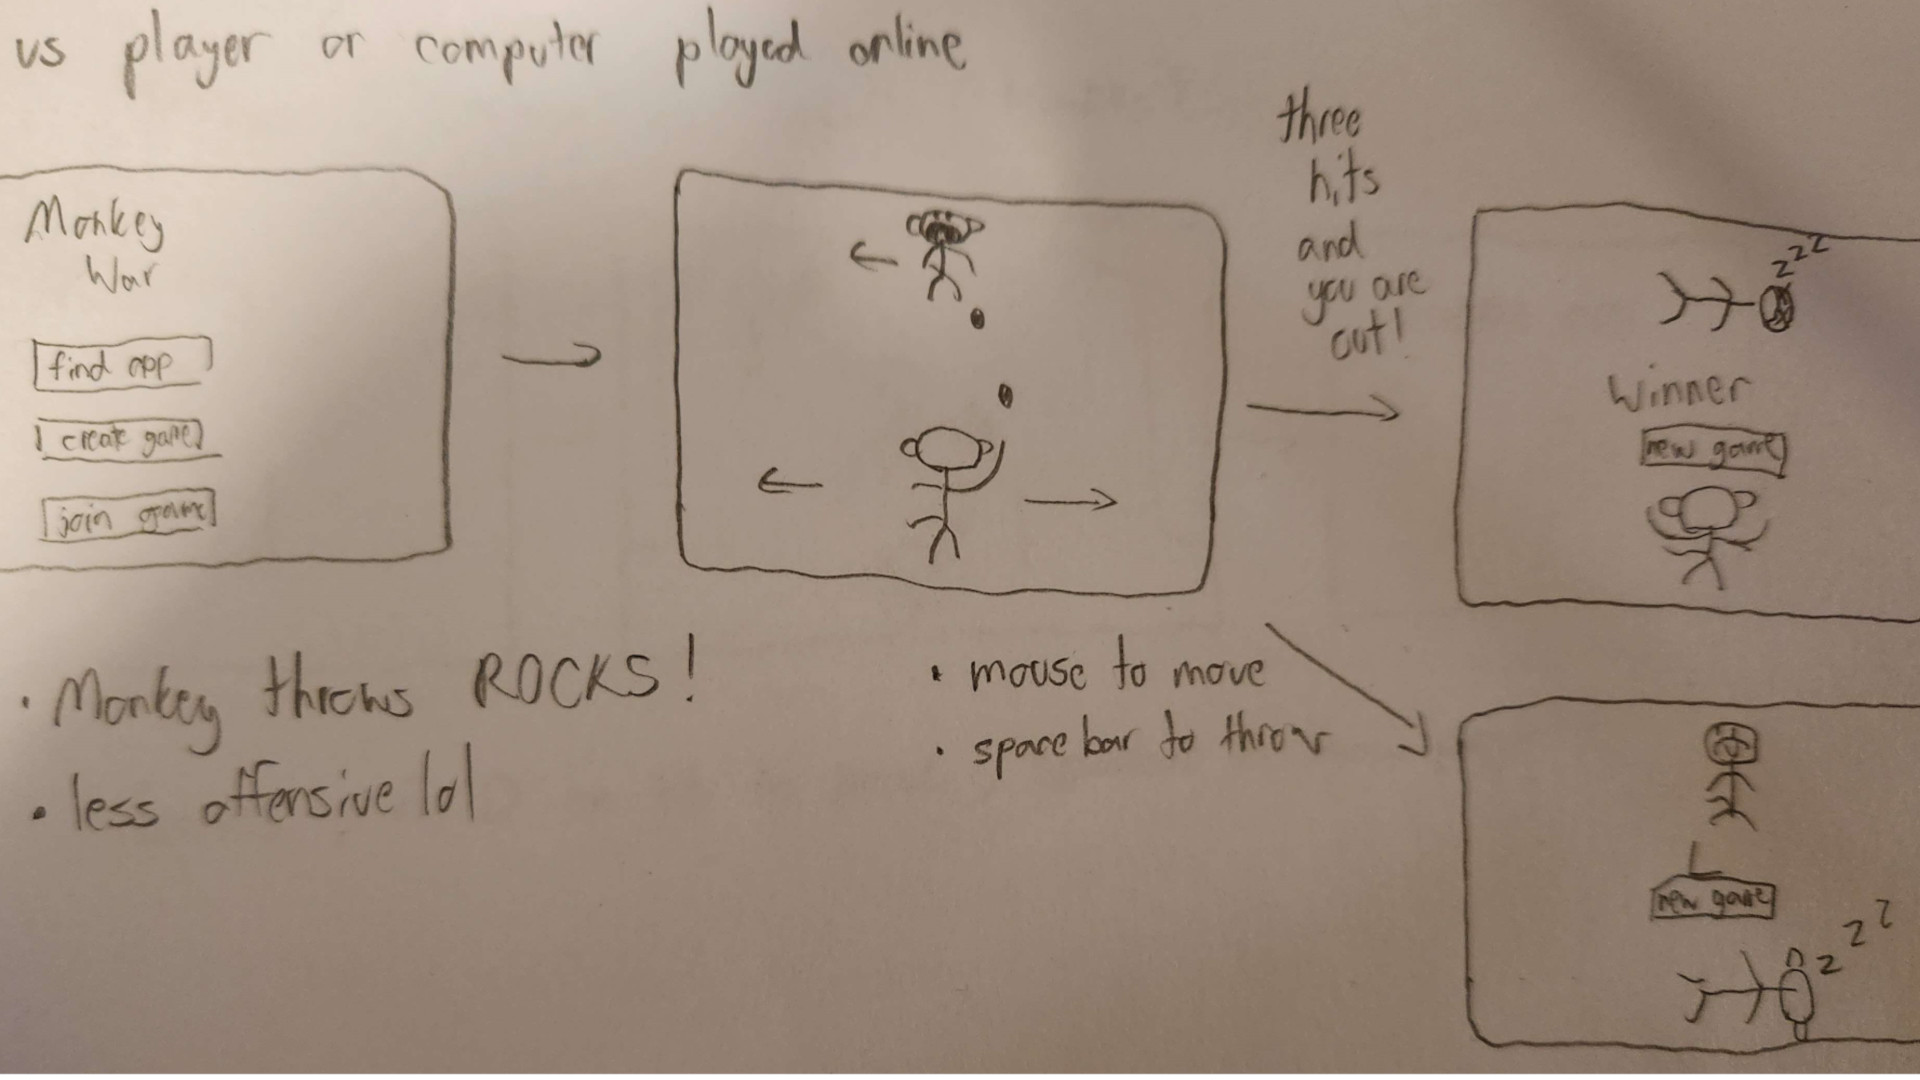 vs player or computer played online
Monkey
War
find opp
create game
join game
three
hits
and
you are
out!
zzz
Winner
new game
• Monkey throws ROCKS!
• less offensive lol
• mouse to move
• space bar to throw
L
new game
zzz